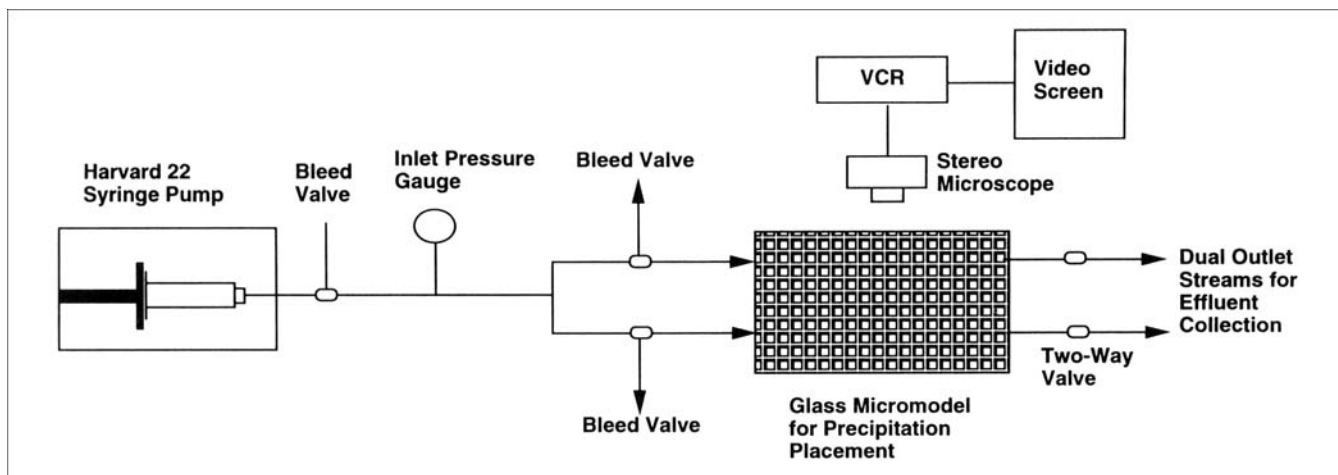 Harvard 22
Syringe Pump
Bleed
Valve
Inlet Pressure
Gauge
Bleed Valve
Bleed Valve
VCR
Video
Screen
Stereo
Microscope
Glass Micromodel
for Precipitation
Placement
Dual Outlet
Streams for
Effluent
Collection
Two-Way
Valve